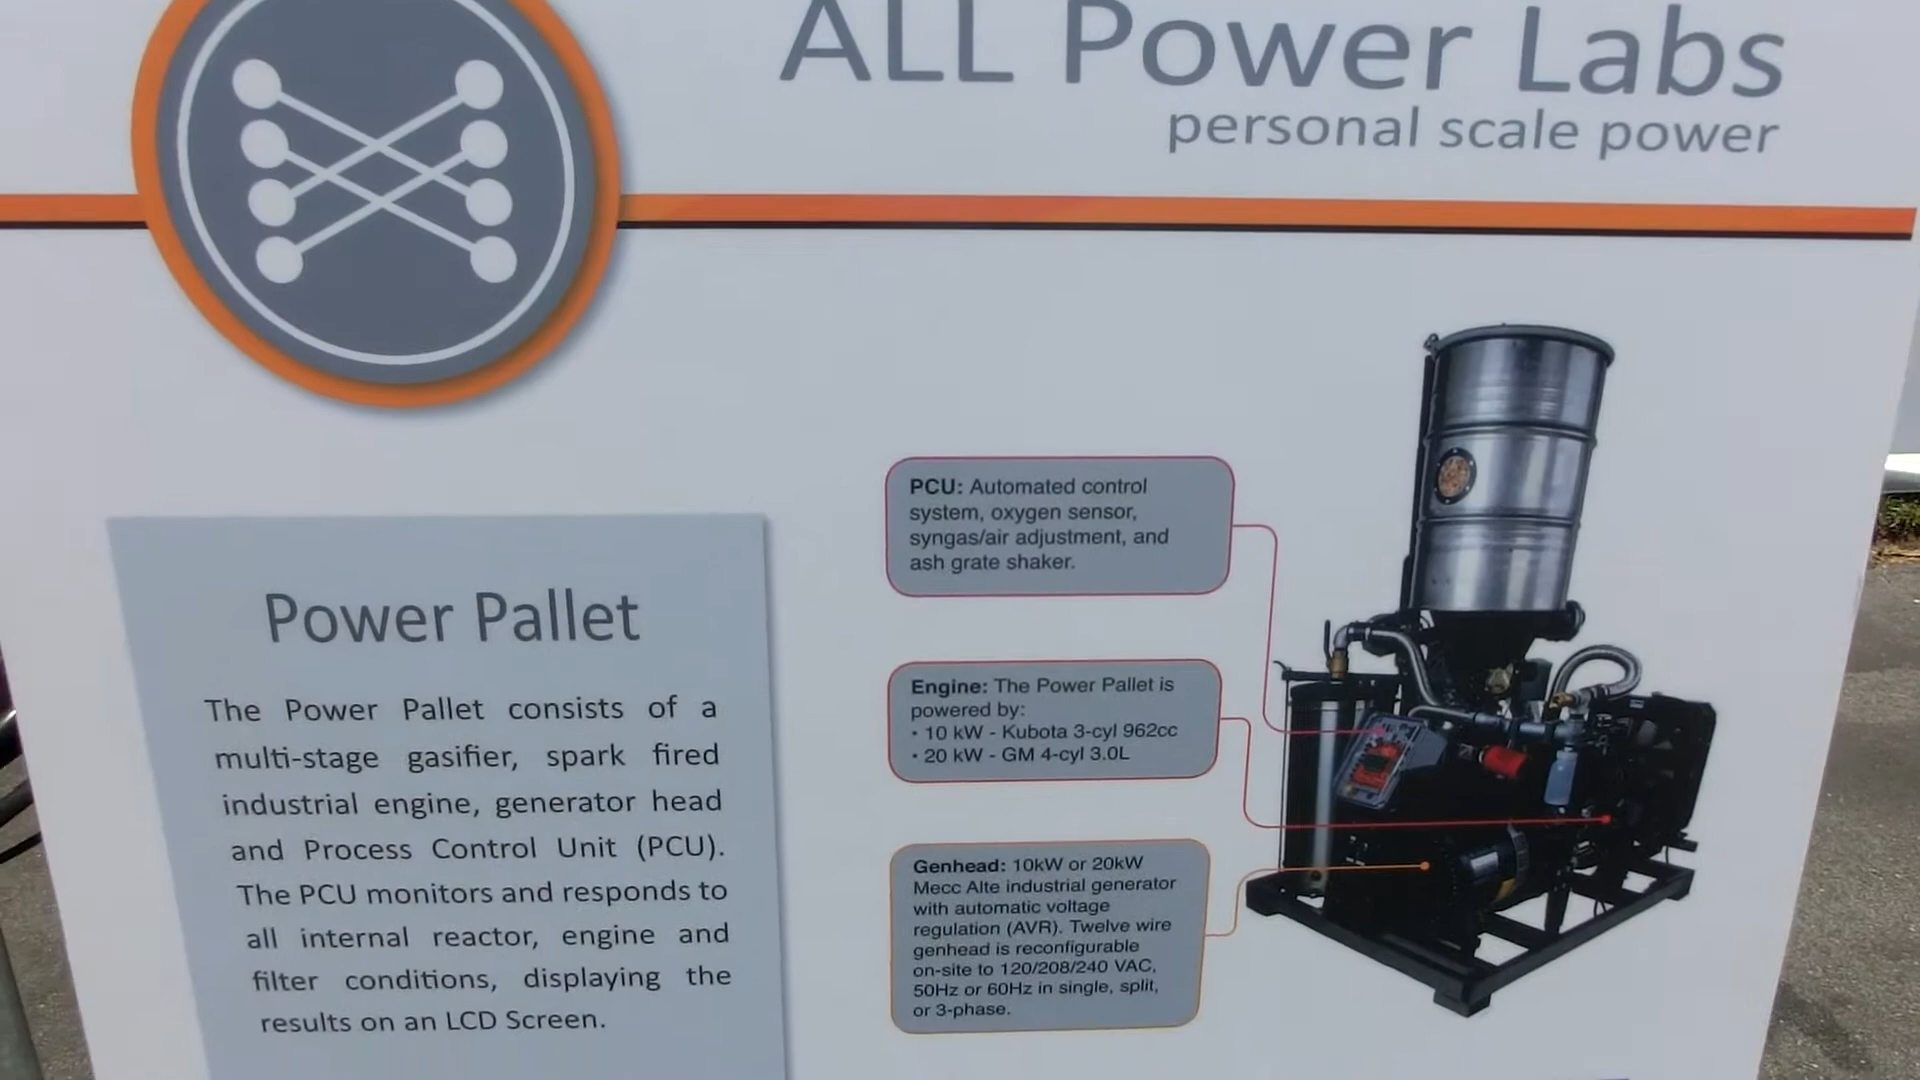 ALL Power Labs
personal scale power
Power Pallet
The Power Pallet consists of a
multi-stage gasifier, spark fired
industrial engine, generator head
and Process Control Unit (PCU).
The PCU monitors and responds to
all internal reactor, engine and
filter conditions, displaying the
results on an LCD Screen.
PCU: Automated control
system, oxygen sensor,
syngas/air adjustment, and
ash grate shaker.
Engine: The Power Pallet is
powered by:
• 10 kW - Kubota 3-cyl 962cc
• 20 kW - GM 4-cyl 3.0L
Genhead: 10kW or 20kW
Mecc Alte industrial generator
with automatic voltage
regulation (AVR). Twelve wire
genhead is reconfigurable
on-site to 120/208/240 VAC,
50Hz or 60Hz in single, split,
or 3-phase.